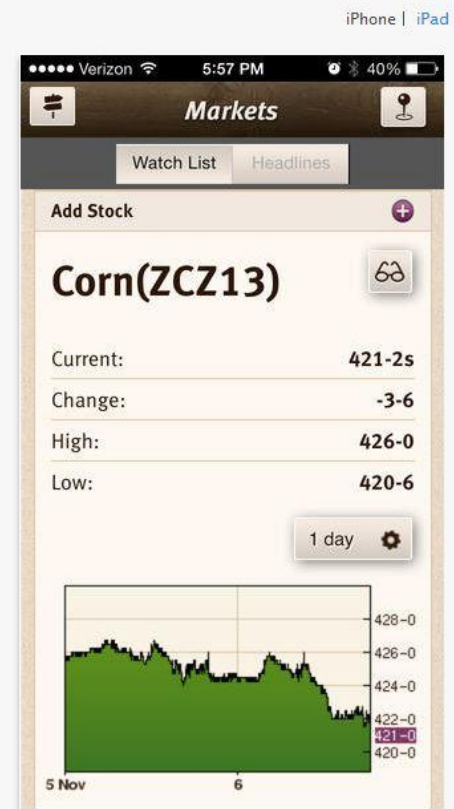 iPhone | iPad
Verizon 5:57 PM 40%
Markets
Watch List Headlines
Add Stock
Corn(ZCZ13)
Current: 421-2s
Change: -3-6
High: 426-0
Low: 420-6
1 day
428-0
426-0
424-0
422-0
421-0
420-0
5 Nov 6